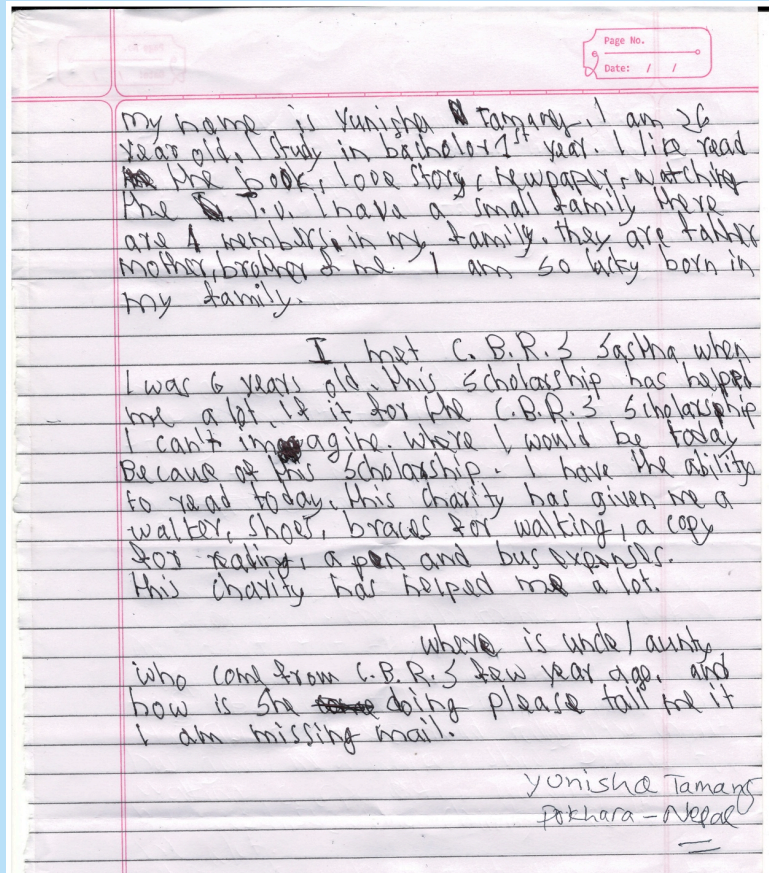 Page No.
Date: / /
My name is Yunisha Tamang. I am 26
year old. I study in bachelor 1st year. I like read
the book, love story, newpaper, watching
the T.V. I have a small family there
are 4 members in my family. they are father
mother, brother & me. I am so lucky born in
my family.
I met C.B.R.S Sastha when
I was 6 years old. this scholarship has helped
me a lot. If it for the C.B.R.S Scholarship
I can't imagine. where I would be today
Because of this scholarship. I have the ability
to read today. this charity has given me a
walker, shoes, braces for walking, a copy
for reading, a pen and bus expenses.
this charity has helped me a lot.
where is uncle/aunty
who come from C.B.R.S few year ago. and
how is she doing please tall me it
I am missing mail.
Yunisha Tamang
Pokhara - Nepal